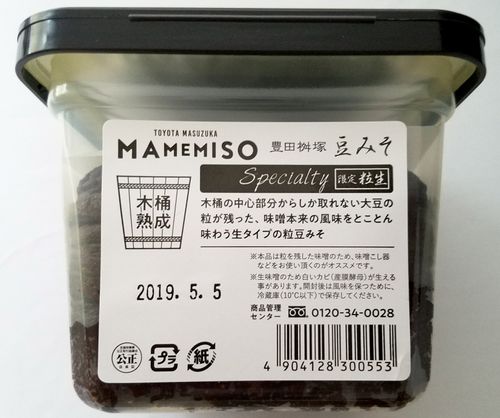 TOYOTA MASUZUKA
MAMEMISO 豊田桝塚 豆みそ
Specialty 限定 粒生
木桶
熟成
木桶の中心部分からしか取れない大豆の
粒が残った、味噌本来の風味をとことん
味わう生タイプの粒豆みそ
※本品は粒を残した味噌のため、味噌こし器
などをお使い頂くのがオススメです。
※生味噌のため白いカビ(産膜酵母)が生える
事があります。開封後は風味を保つために、
冷蔵庫(10℃以下)で保存してください。
2019. 5. 5
商品管理
センター 0120-34-0028
公正
プラ
紙
4 904128 300553